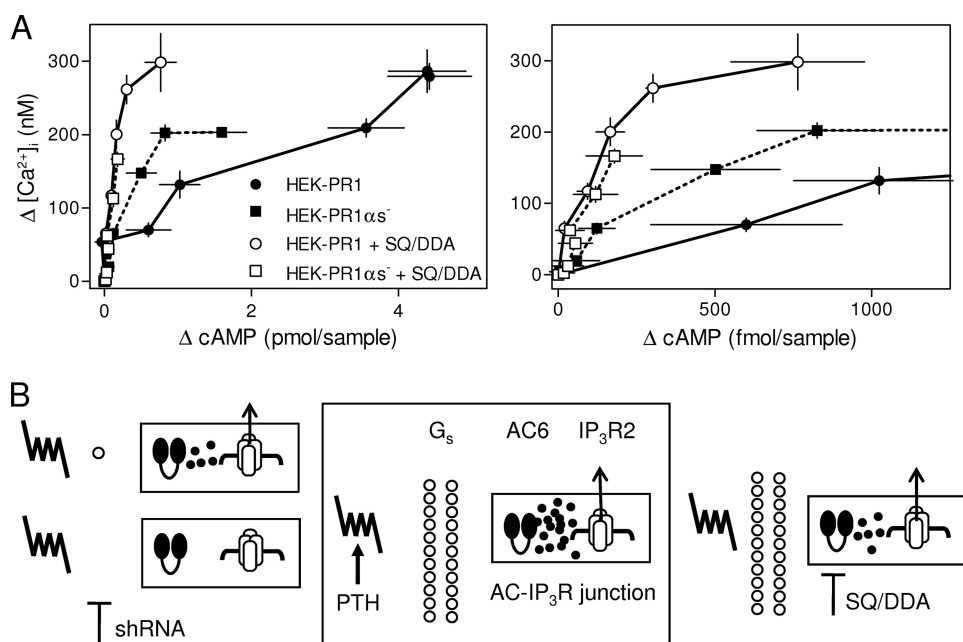 A
Δ [Ca²⁺]ᵢ (nM)
300
200
100
0
0 2 4
Δ cAMP (pmol/sample)
HEK-PR1
HEK-PR1αs⁻
HEK-PR1 + SQ/DDA
HEK-PR1αs⁻ + SQ/DDA
300
200
100
0
0 500 1000
Δ cAMP (fmol/sample)
B
shRNA
Gₛ AC6 IP₃R2
PTH
AC-IP₃R junction
SQ/DDA